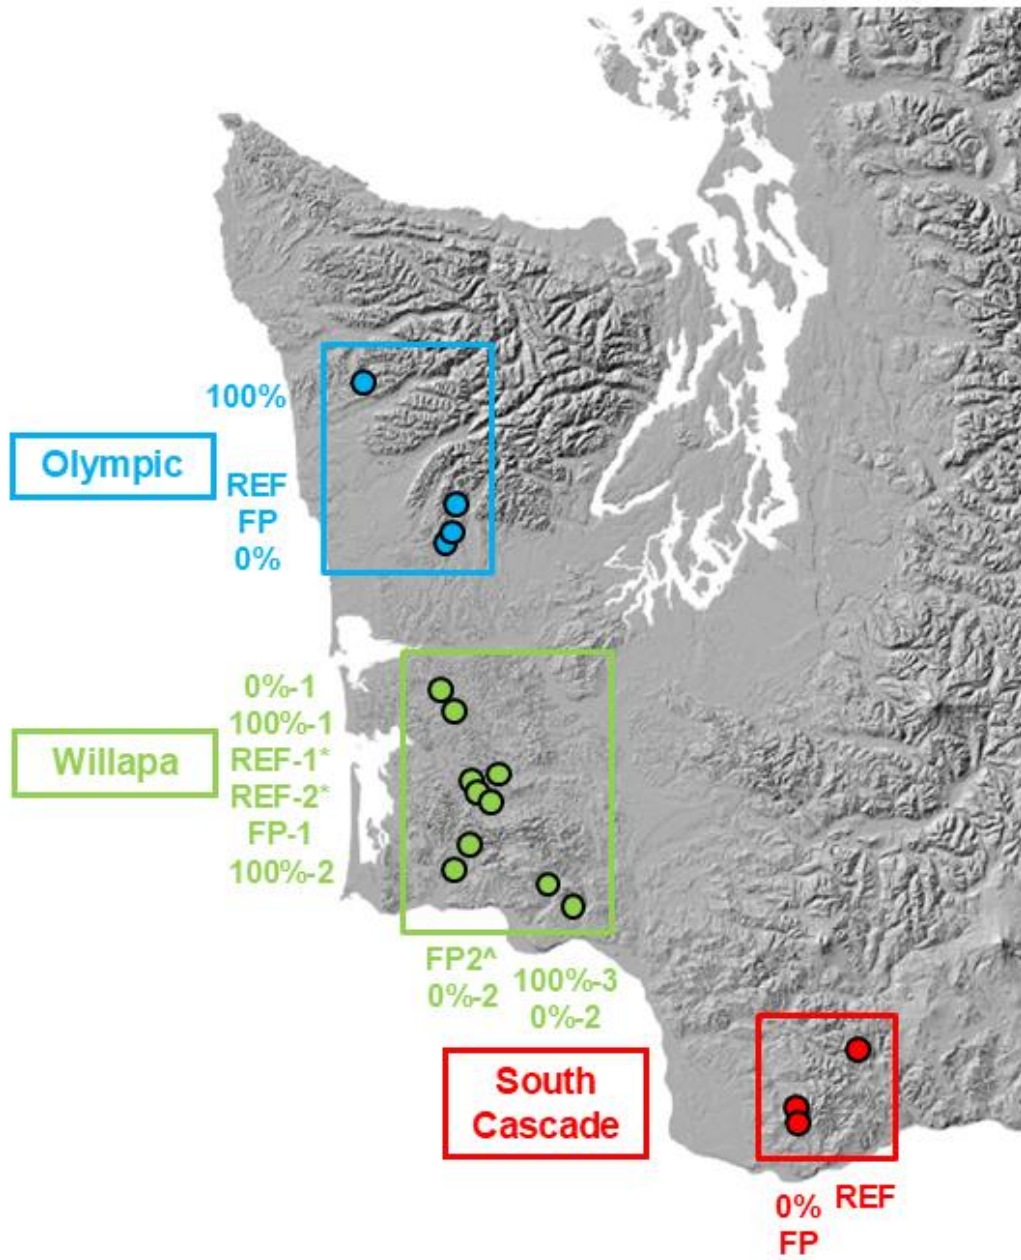 100%
Olympic
REF
FP
0%
0%-1
100%-1
Willapa
REF-1*
REF-2*
FP-1
100%-2
FP2^
0%-2
100%-3
0%-2
South
Cascade
0%
FP
REF